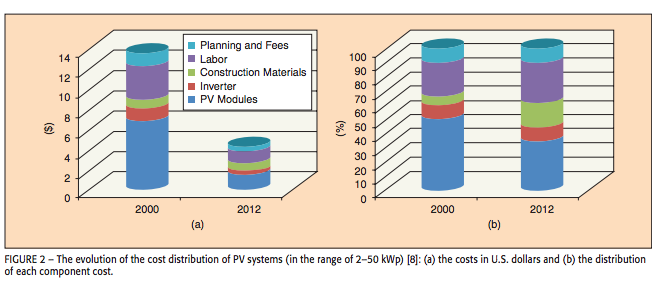 14
12
10
8
6
4
2
0
($)
Planning and Fees
Labor
Construction Materials
Inverter
PV Modules
2000 2012
(a)
100
90
80
70
60
50
40
30
20
10
0
(%)
2000 2012
(b)
FIGURE 2 – The evolution of the cost distribution of PV systems (in the range of 2–50 kWp) [8]: (a) the costs in U.S. dollars and (b) the distribution
of each component cost.